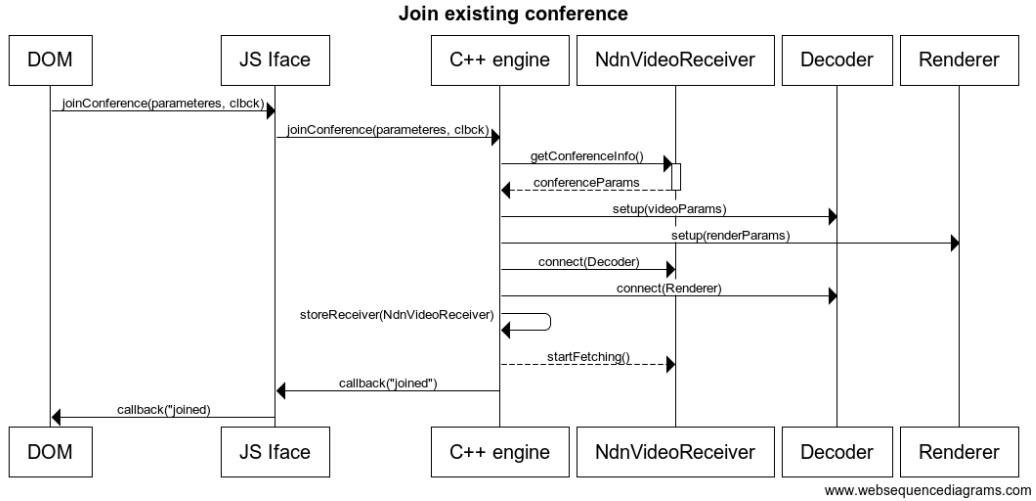 Join existing conference
DOM
JS Iface
C++ engine
NdnVideoReceiver
Decoder
Renderer
joinConference(parameteres, clbck)
joinConference(parameteres, clbck)
getConferenceInfo()
conferenceParams
setup(videoParams)
setup(renderParams)
connect(Decoder)
connect(Renderer)
storeReceiver(NdnVideoReceiver)
startFetching()
callback("joined")
callback("joined)
DOM
JS Iface
C++ engine
NdnVideoReceiver
Decoder
Renderer
www.websequencediagrams.com